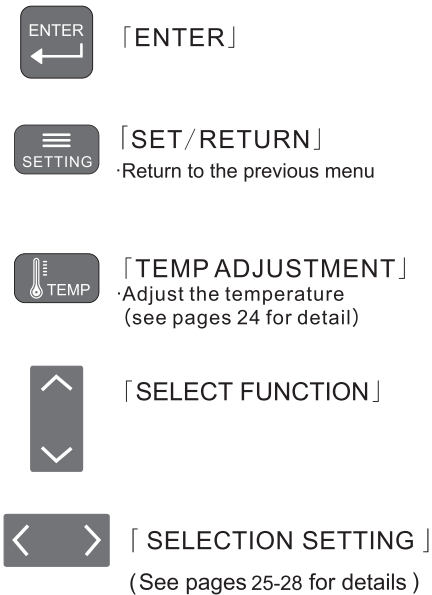 ENTER
「ENTER」
「SET/RETURN」
SETTING
·Return to the previous menu
「TEMP ADJUSTMENT」
TEMP
·Adjust the temperature
(see pages 24 for detail)
「SELECT FUNCTION」
「 SELECTION SETTING 」
(See pages 25-28 for details )